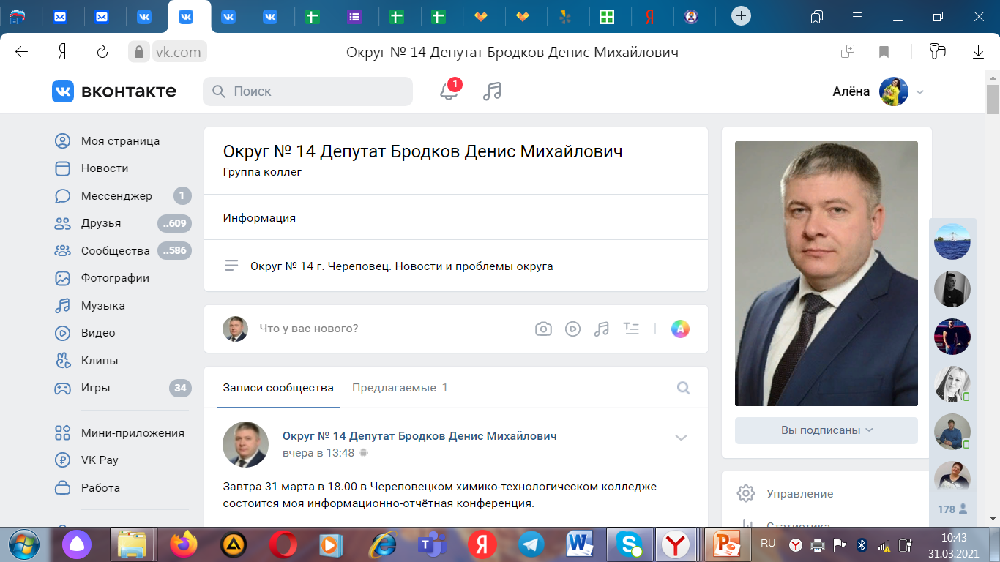 vk.com
Округ № 14 Депутат Бродков Денис Михайлович
вконтакте
Поиск
1
Алёна
Моя страница
Новости
Мессенджер 1
Друзья ..609
Сообщества ..586
Фотографии
Музыка
Видео
Клипы
Игры 34
Мини-приложения
VK Pay
Работа
Округ № 14 Депутат Бродков Денис Михайлович
Группа коллег
Информация
Округ № 14 г. Череповец. Новости и проблемы округа
Что у вас нового?
Записи сообщества Предлагаемые 1
Округ № 14 Депутат Бродков Денис Михайлович
вчера в 13:48
Завтра 31 марта в 18.00 в Череповецком химико-технологическом колледже
состоится моя информационно-отчётная конференция.
Вы подписаны
Управление
Статистика
178
RU
10:43
31.03.2021